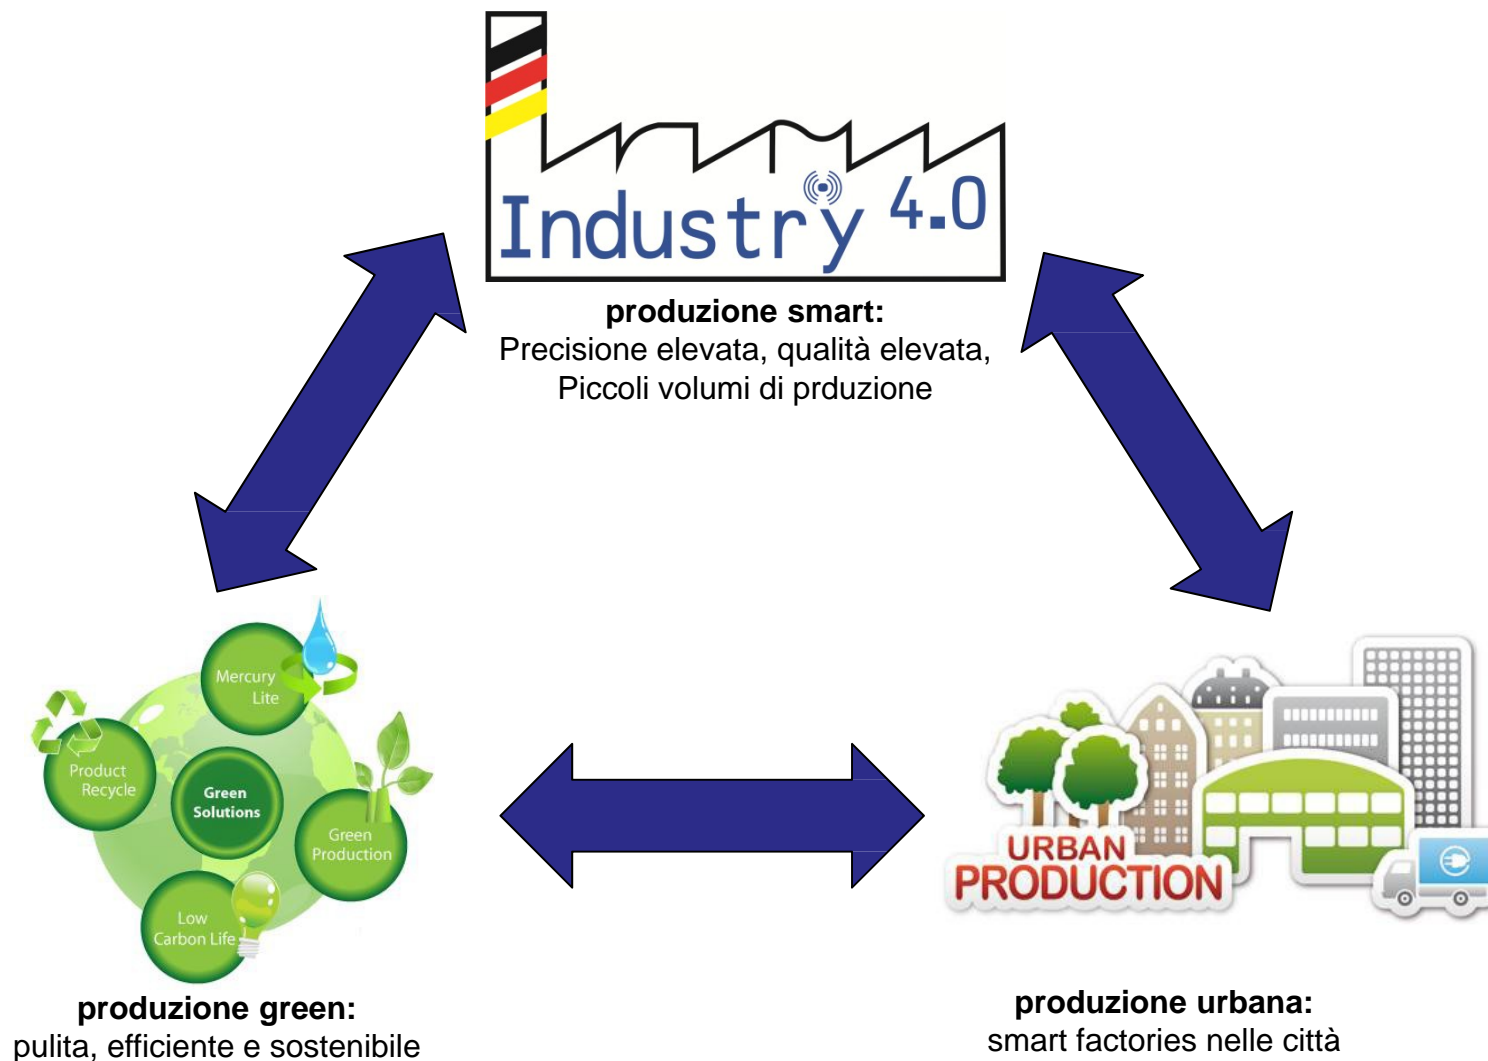 Industry 4.0
produzione smart:
Precisione elevata, qualità elevata,
Piccoli volumi di prduzione
Mercury
Lite
Product
Recycle
Green
Solutions
Green
Production
Low
Carbon Life
URBAN
PRODUCTION
produzione green:
pulita, efficiente e sostenibile
produzione urbana:
smart factories nelle città